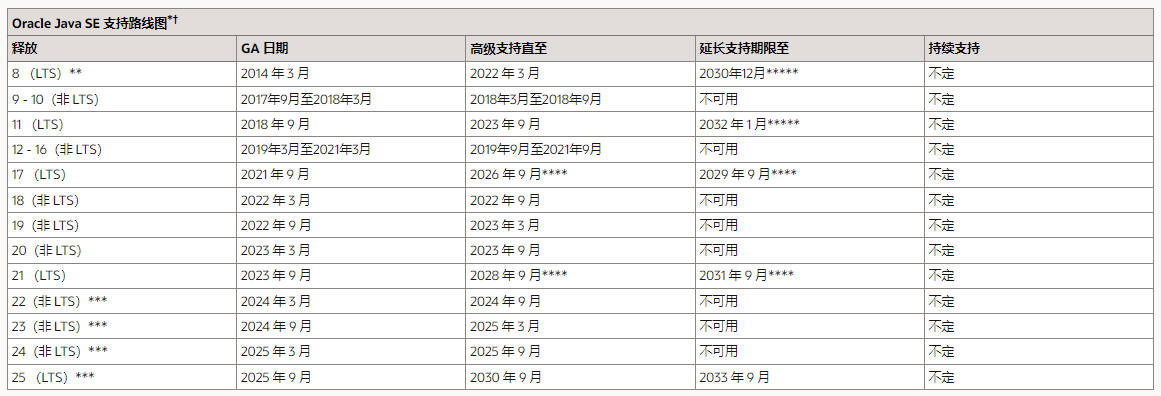 Oracle Java SE 支持路线图*†
释放 GA 日期 高级支持直至 延长支持期限至 持续支持
8 （LTS）** 2014 年 3 月 2022 年 3 月 2030年12月***** 不定
9 - 10（非 LTS） 2017年9月至2018年3月 2018年3月至2018年9月 不可用 不定
11 （LTS） 2018 年 9 月 2023 年 9 月 2032 年 1 月***** 不定
12 - 16（非 LTS） 2019年3月至2021年3月 2019年9月至2021年9月 不可用 不定
17 （LTS） 2021 年 9 月 2026 年 9 月**** 2029 年 9 月**** 不定
18（非 LTS） 2022 年 3 月 2022 年 9 月 不可用 不定
19（非 LTS） 2022 年 9 月 2023 年 3 月 不可用 不定
20（非 LTS） 2023 年 3 月 2023 年 9 月 不可用 不定
21 （LTS） 2023 年 9 月 2028 年 9 月**** 2031 年 9 月**** 不定
22（非 LTS）*** 2024 年 3 月 2024 年 9 月 不可用 不定
23（非 LTS）*** 2024 年 9 月 2025 年 3 月 不可用 不定
24（非 LTS）*** 2025 年 3 月 2025 年 9 月 不可用 不定
25 （LTS）*** 2025 年 9 月 2030 年 9 月 2033 年 9 月 不定